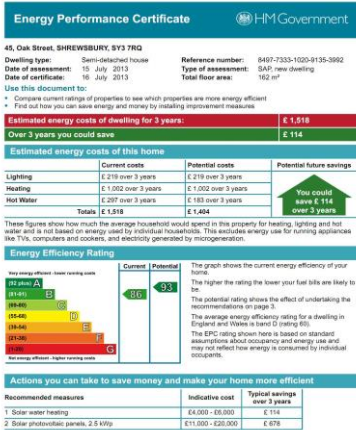 Energy Performance Certificate
HM Government
45, Oak Street, SHREWSBURY, SY3 7RQ
Dwelling type: Semi-detached house
Reference number: 8497-7333-1020-9135-3992
Date of assessment: 15 July 2013
Type of assessment: SAP, new dwelling
Date of certificate: 16 July 2013
Total floor area: 162 m²
Use this document to:
• Compare current ratings of properties to see which properties are more energy efficient
• Find out how you can save energy and money by installing improvement measures
Estimated energy costs of dwelling for 3 years: £ 1,518
Over 3 years you could save £ 114
Estimated energy costs of this home
Current costs Potential costs Potential future savings
Lighting £ 219 over 3 years £ 219 over 3 years
Heating £ 1,002 over 3 years £ 1,002 over 3 years
Hot Water £ 297 over 3 years £ 183 over 3 years
Totals £ 1,518 £ 1,404
You could
save £ 114
over 3 years
These figures show how much the average household would spend in this property for heating, lighting and hot
water and is not based on energy used by individual households. This excludes energy use for running appliances
like TVs, computers and cookers, and electricity generated by microgeneration.
Energy Efficiency Rating
Current Potential
Very energy efficient - lower running costs
(92 plus) A
(81-91) B
(69-80) C
(55-68) D
(39-54) E
(21-38) F
(1-20) G
Not energy efficient - higher running costs
86
93
The graph shows the current energy efficiency of your
home.
The higher the rating the lower your fuel bills are likely to
be.
The potential rating shows the effect of undertaking the
recommendations on page 3.
The average energy efficiency rating for a dwelling in
England and Wales is band D (rating 60).
The EPC rating shown here is based on standard
assumptions about occupancy and energy use and
may not reflect how energy is consumed by individual
occupants.
Actions you can take to save money and make your home more efficient
Recommended measures Indicative cost Typical savings
over 3 years
1 Solar water heating £4,000 - £6,000 £ 114
2 Solar photovoltaic panels, 2.5 kWp £11,000 - £20,000 £ 678